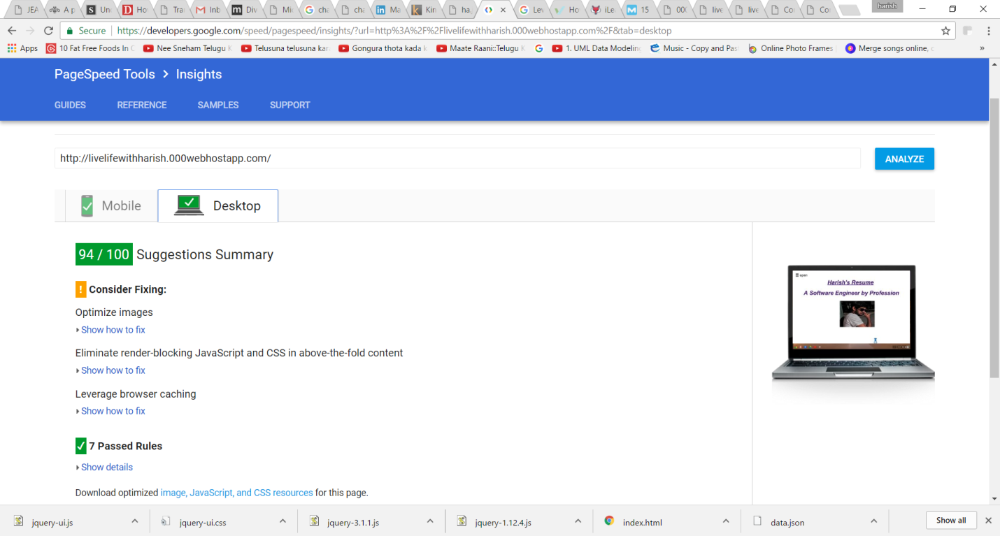 JEA
A p
Un
Ho
Tra
Inb
Div
Mi
cha
cha
Ma
Kin
ha
Lev
Ho
iLe
15
000
live
live
Co
Co
harish
Secure
https://developers.google.com/speed/pagespeed/insights/?url=http%3A%2F%2Flivelifewithharish.000webhostapp.com%2F&tab=desktop
Apps
10 Fat Free Foods In
Nee Sneham Telugu
Telusuna telusuna kar
Gongura thota kada k
Maate Raani::Telugu
1. UML Data Modeling
Music - Copy and Pas
Online Photo Frames
Merge songs online, c
PageSpeed Tools > Insights
GUIDES REFERENCE SAMPLES SUPPORT
http://livelifewithharish.000webhostapp.com/
ANALYZE
Mobile
Desktop
94 / 100 Suggestions Summary
! Consider Fixing:
Optimize images
Show how to fix
Eliminate render-blocking JavaScript and CSS in above-the-fold content
Show how to fix
Leverage browser caching
Show how to fix
7 Passed Rules
Show details
Download optimized image, JavaScript, and CSS resources for this page.
open
Harish's Resume
A Software Engineer by Profession
jquery-ui.js
jquery-ui.css
jquery-3.1.1.js
jquery-1.12.4.js
index.html
data.json
Show all